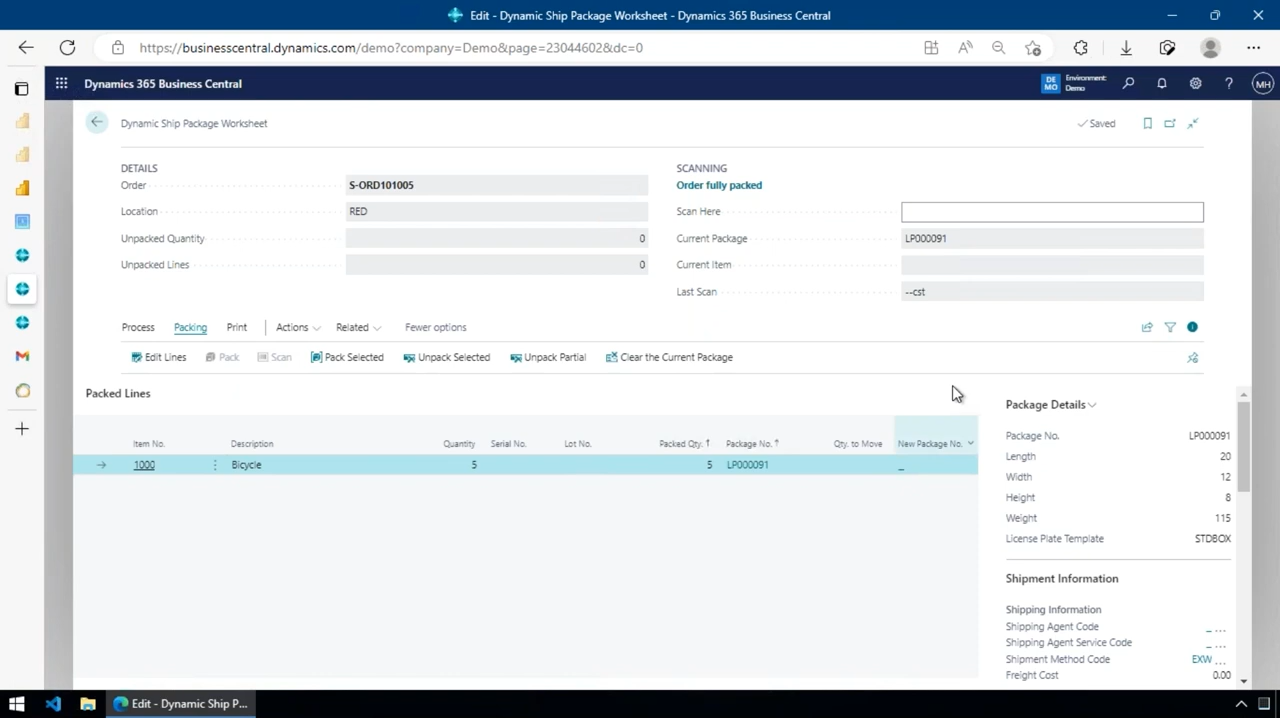 Edit - Dynamic Ship Package Worksheet - Dynamics 365 Business Central
https://businesscentral.dynamics.com/demo?company=Demo&page=23044602&dc=0
Dynamics 365 Business Central
DE
MO
Environment:
Demo
MH
Dynamic Ship Package Worksheet
Saved
DETAILS
Order S-ORD101005
Location RED
Unpacked Quantity 0
Unpacked Lines 0
SCANNING
Order fully packed
Scan Here
Current Package LP000091
Current Item
Last Scan --cst
Process Packing Print Actions Related Fewer options
Edit Lines Pack Scan Pack Selected Unpack Selected Unpack Partial Clear the Current Package
Packed Lines
Item No. Description Quantity Serial No. Lot No. Packed Qty. ↑ Package No. ↑ Qty. to Move New Package No.
→ 1000 Bicycle 5 5 LP000091 _
Package Details
Package No. LP000091
Length 20
Width 12
Height 8
Weight 115
License Plate Template STDBOX
Shipment Information
Shipping Information
Shipping Agent Code _ ...
Shipping Agent Service Code _ ...
Shipment Method Code EXW ...
Freight Cost 0.00
Edit - Dynamic Ship P...